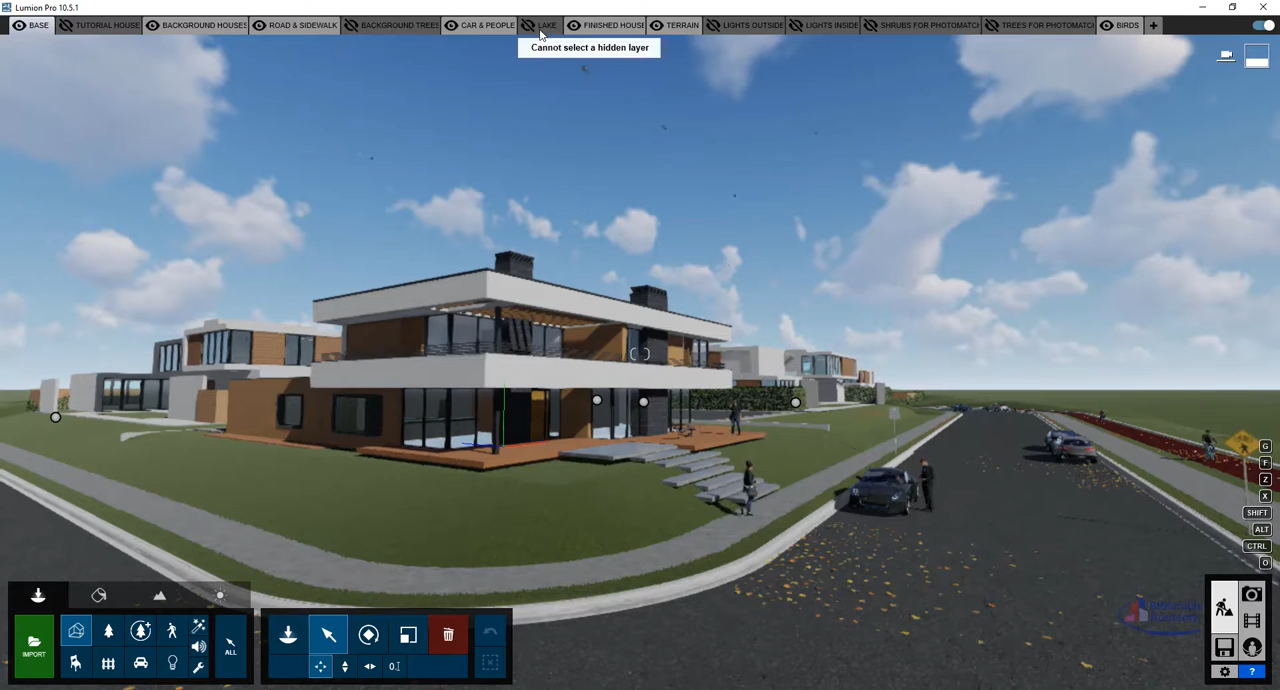 Lumion Pro 10.5.1
BASE
TUTORIAL HOUSE
BACKGROUND HOUSES
ROAD & SIDEWALK
BACKGROUND TREES
CAR & PEOPLE
LAKE
FINISHED HOUSE
TERRAIN
LIGHTS OUTSIDE
LIGHTS INSIDE
SHRUBS FOR PHOTOMATCH
TREES FOR PHOTOMATC
BIRDS
Cannot select a hidden layer
G
F
Z
X
SHIFT
ALT
CTRL
O
IMPORT
ALL
?